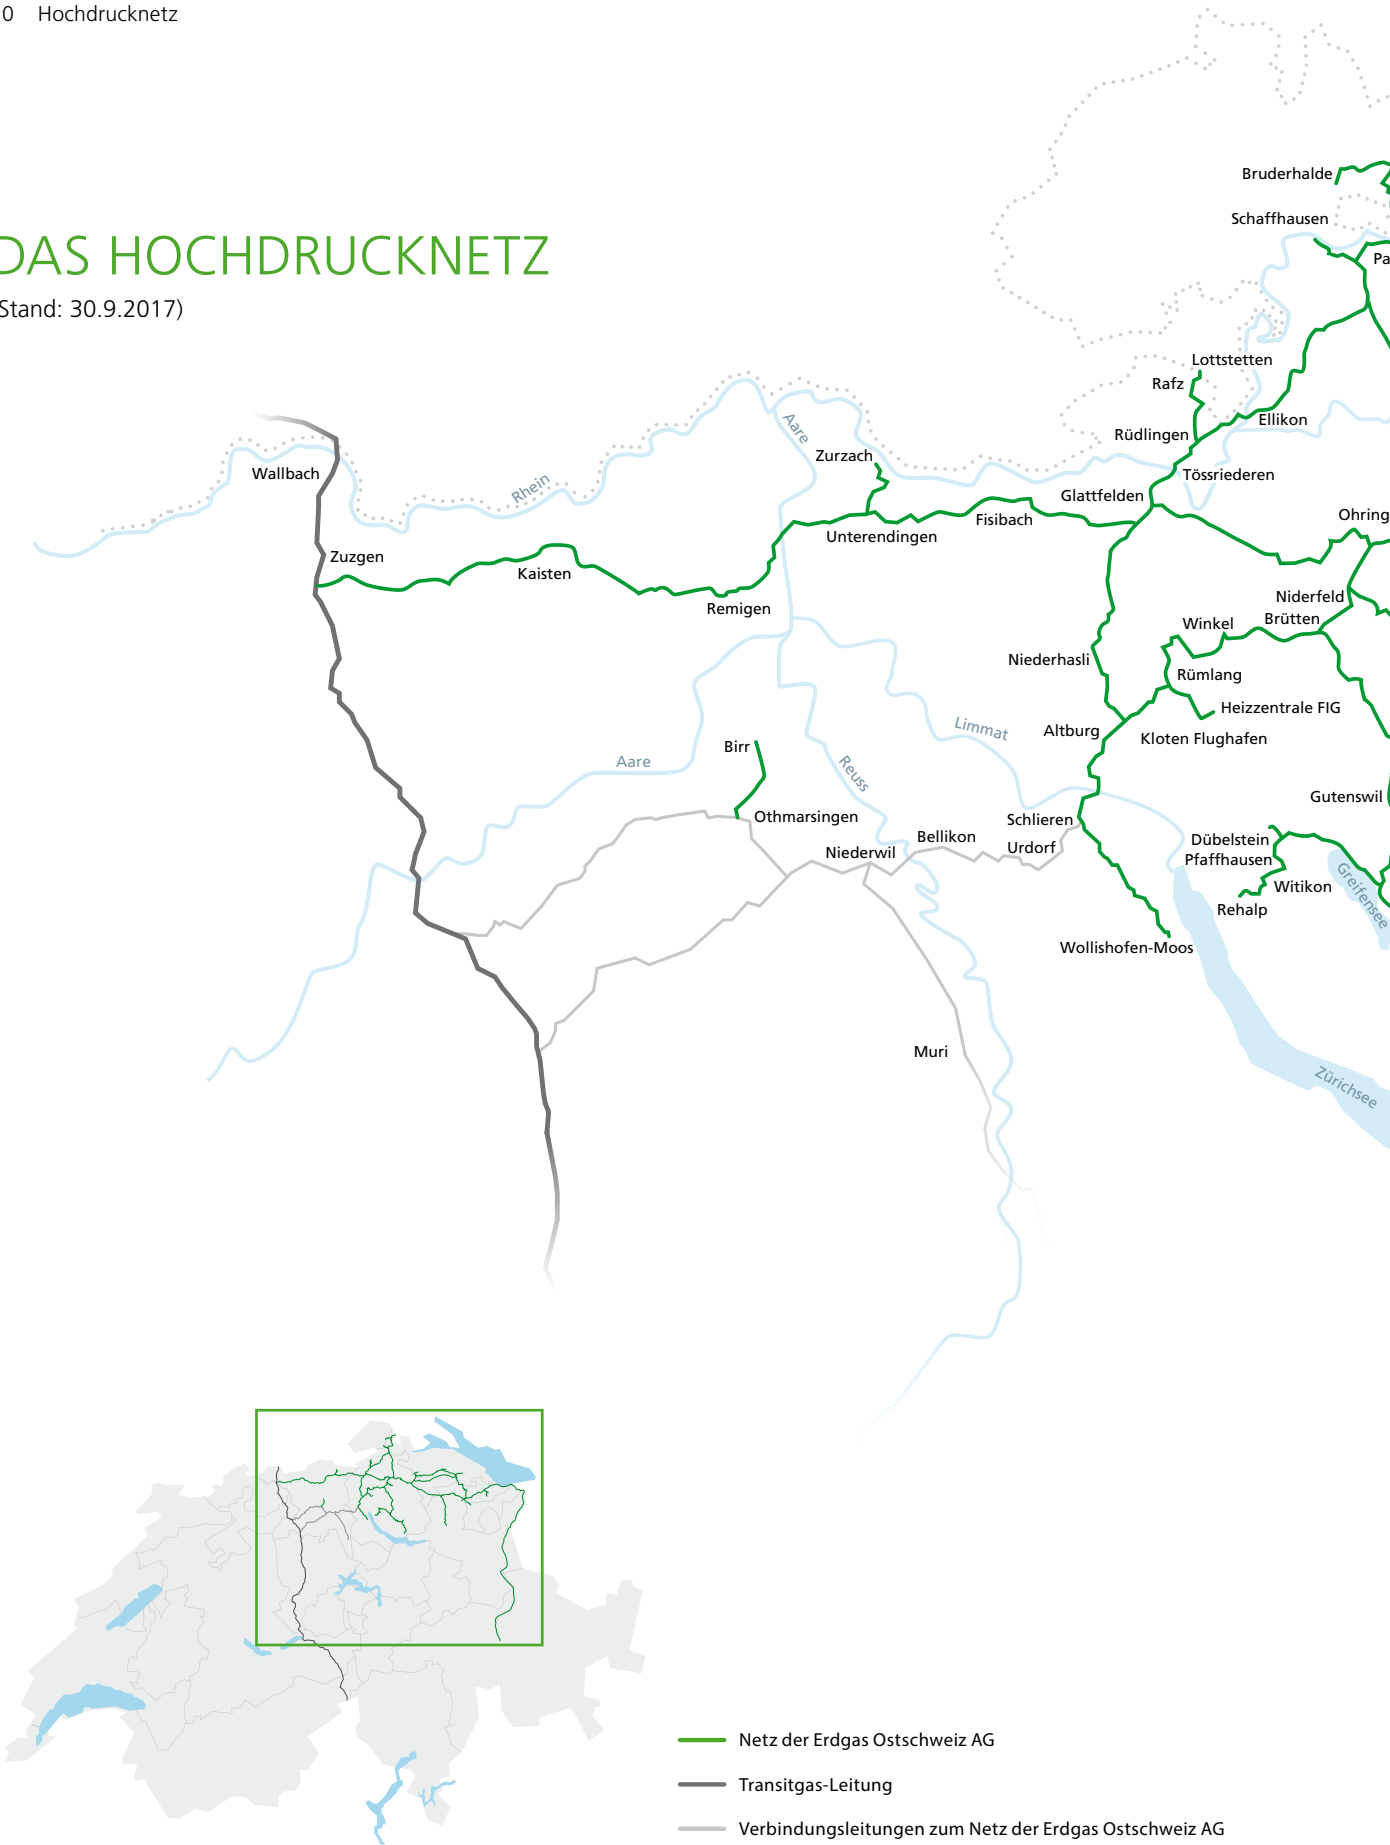 0 Hochdrucknetz
DAS HOCHDRUCKNETZ
Stand: 30.9.2017)
Bruderhalde
Schaffhausen
Pa
Lottstetten
Rafz
Ellikon
Rüdlingen
Aare
Zurzach
Wallbach
Tössriederen
Rhein
Glattfelden
Fisibach
Ohring
Unterendingen
Zuzgen
Kaisten
Niderfeld
Remigen
Brütten
Winkel
Niederhasli
Rümlang
Heizzentrale FIG
Limmat
Altburg
Kloten Flughafen
Birr
Aare
Reuss
Gutenswil
Othmarsingen
Schlieren
Bellikon
Dübelstein
Urdorf
Niederwil
Pfaffhausen
Witikon
Greifensee
Rehalp
Wollishofen-Moos
Muri
Zürichsee
Netz der Erdgas Ostschweiz AG
Transitgas-Leitung
Verbindungsleitungen zum Netz der Erdgas Ostschweiz AG